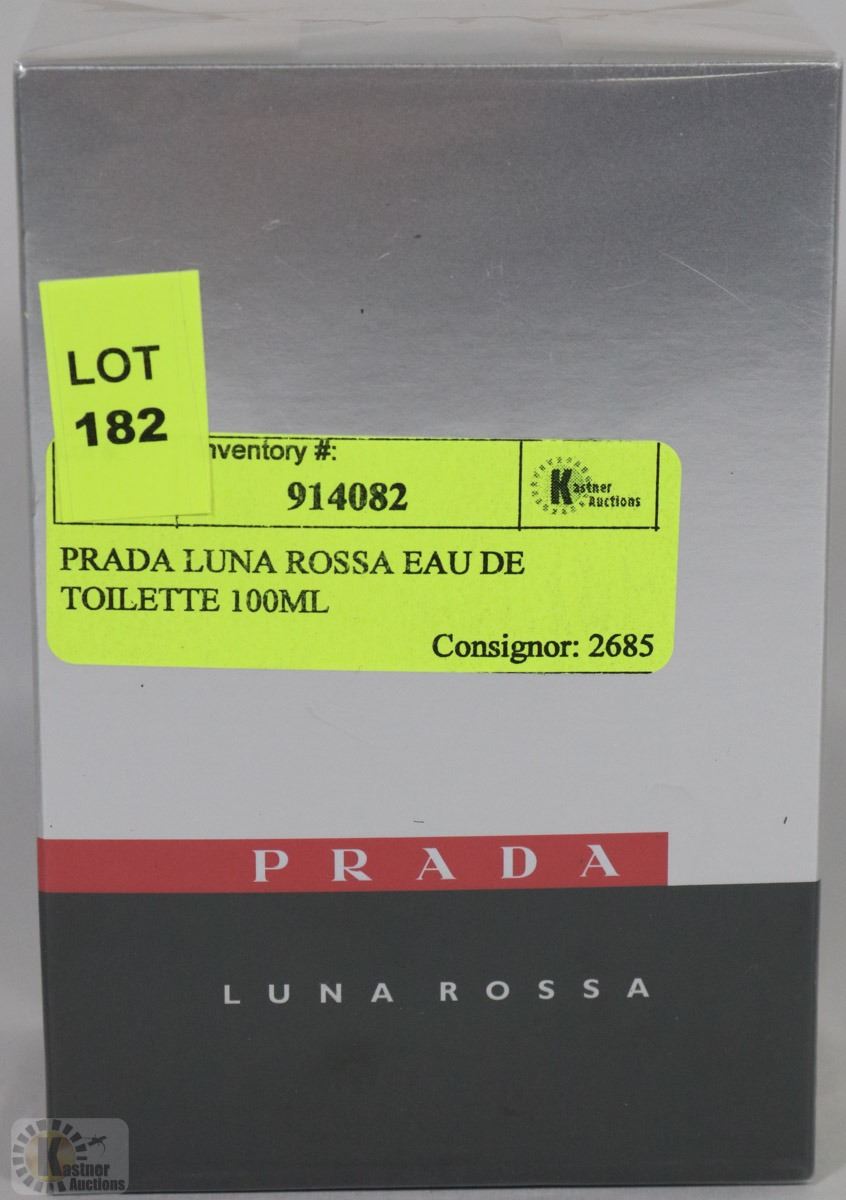 LOT
182
nventory #:
914082
Kastner
Auctions
PRADA LUNA ROSSA EAU DE
TOILETTE 100ML
Consignor: 2685
PRADA
LUNA ROSSA
Kastner
Auctions